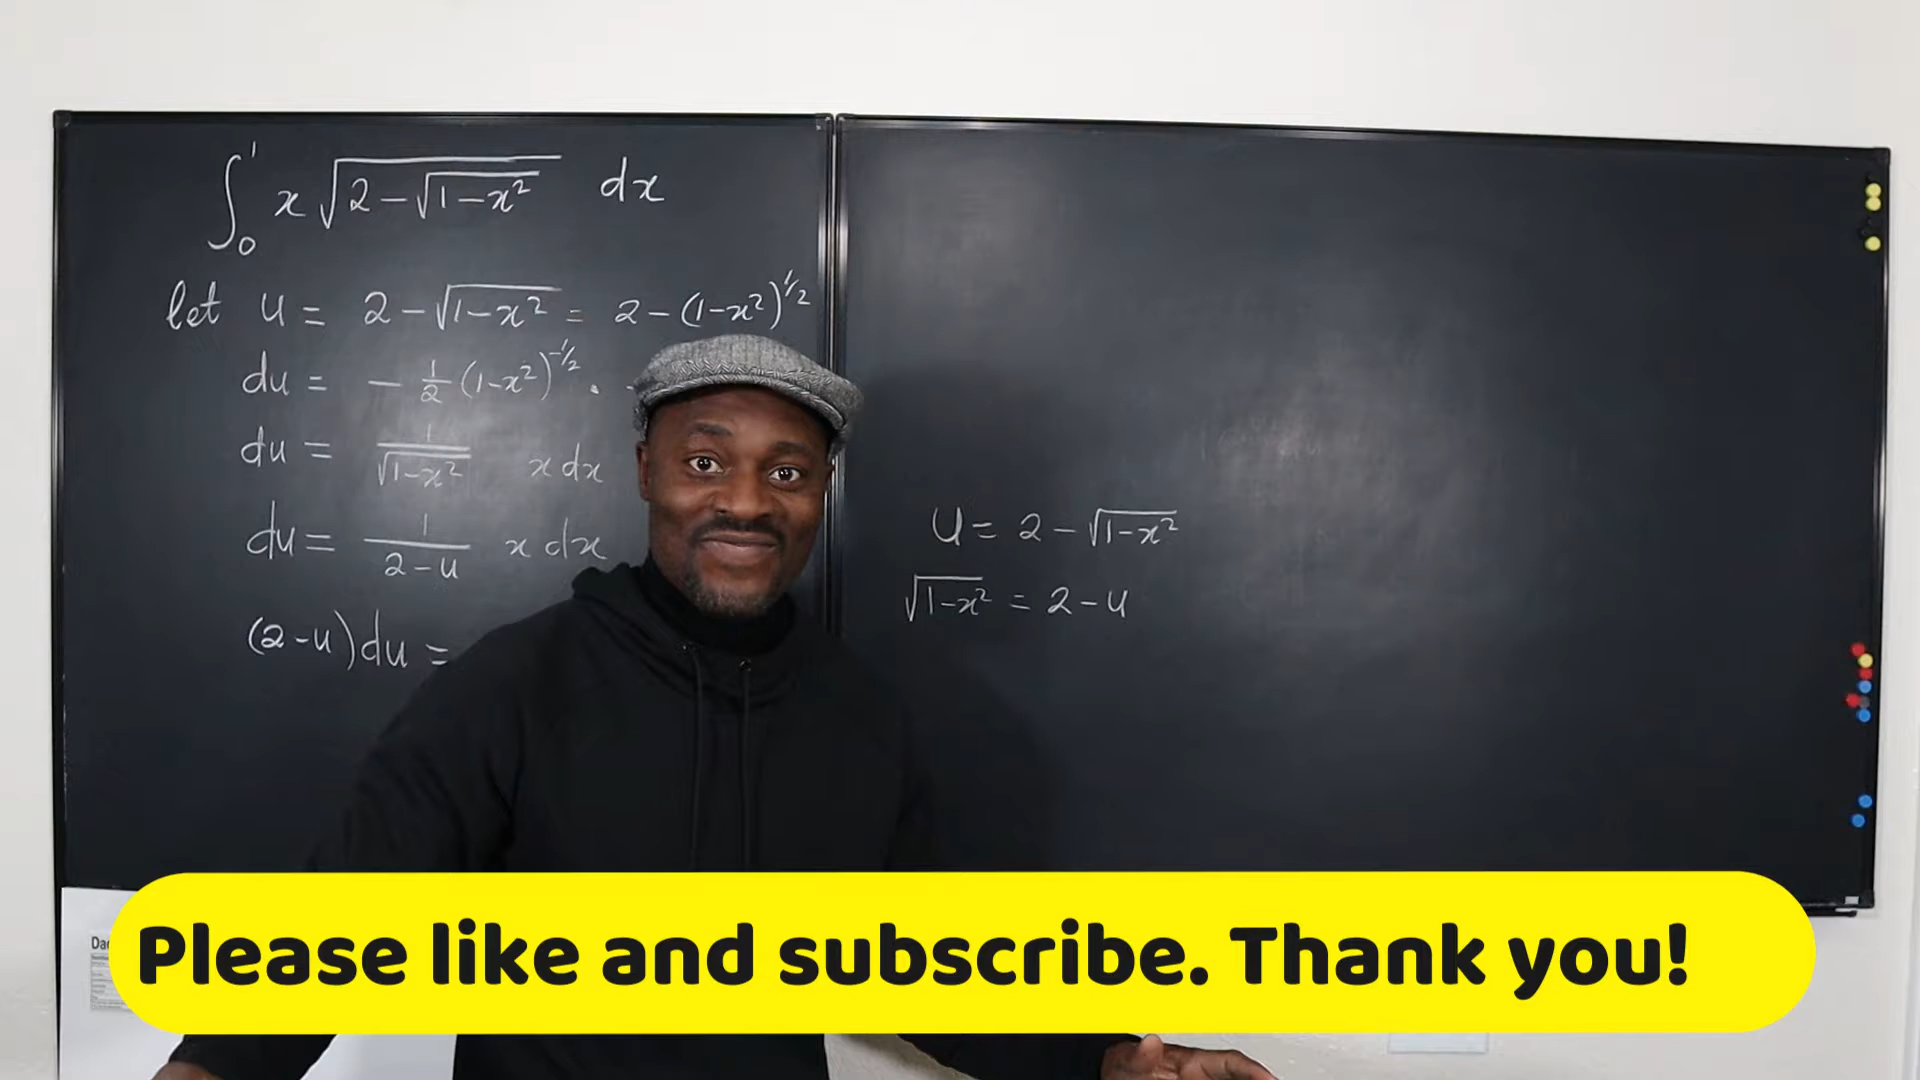 ∫₀¹ x √(2 − √(1−x²)) dx
let u = 2 − √(1−x²) = 2 − (1−x²)^½
du = − ½ (1−x²)^−½ · -
du = 1/√(1−x²) x dx
du = 1/(2−u) x dx
(2−u) du =
u = 2 − √(1−x²)
√(1−x²) = 2 − u
Please like and subscribe. Thank you!